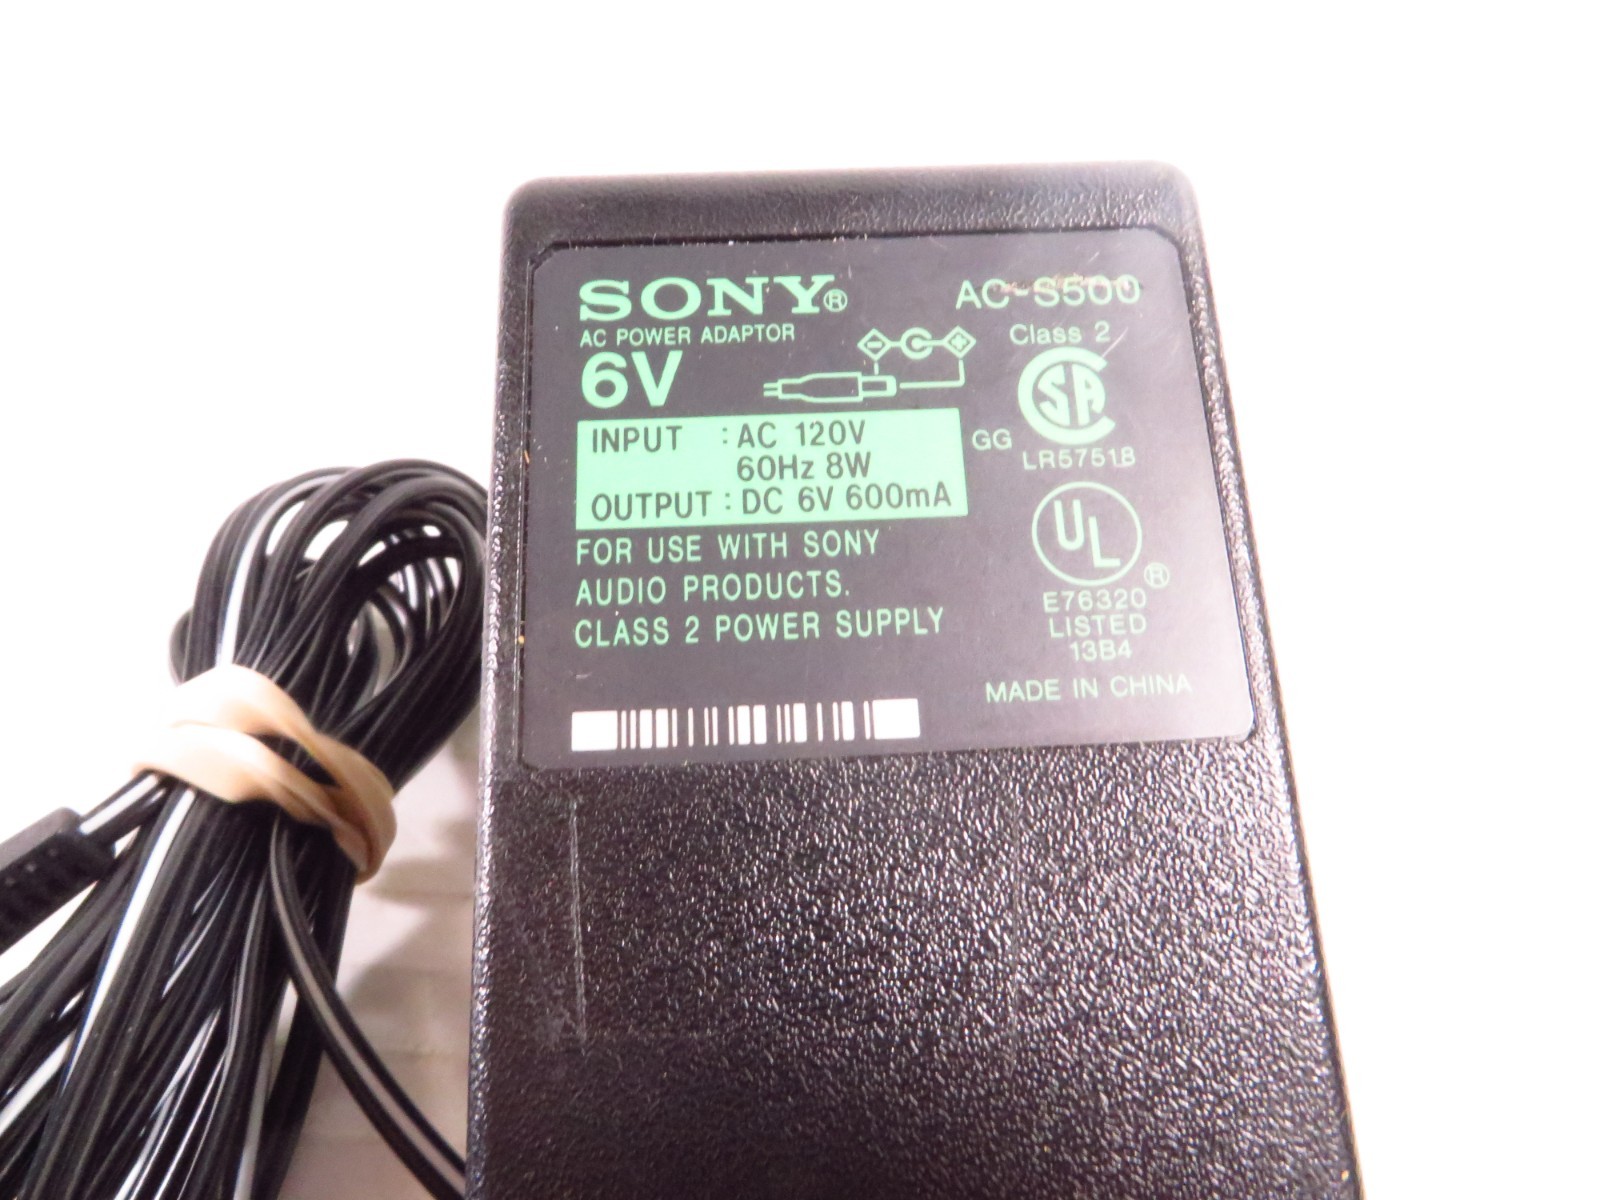 SONY® AC-S500
AC POWER ADAPTOR
6V
Class 2
INPUT : AC 120V
60Hz 8W
OUTPUT : DC 6V 600mA
GG
LR57518
FOR USE WITH SONY
AUDIO PRODUCTS.
CLASS 2 POWER SUPPLY
UL®
E76320
LISTED
13B4
MADE IN CHINA